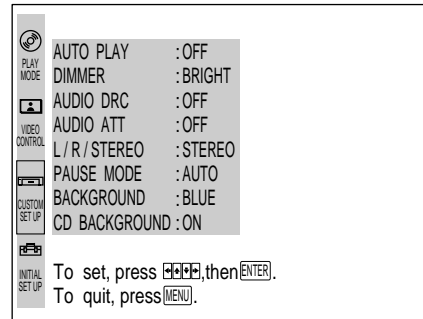 PLAY
MODE
VIDEO
CONTROL
CUSTOM
SET UP
INITIAL
SET UP
AUTO PLAY :OFF
DIMMER :BRIGHT
AUDIO DRC :OFF
AUDIO ATT :OFF
L / R / STEREO :STEREO
PAUSE MODE :AUTO
BACKGROUND :BLUE
CD BACKGROUND :ON
To set, press ,then ENTER.
To quit, press MENU.